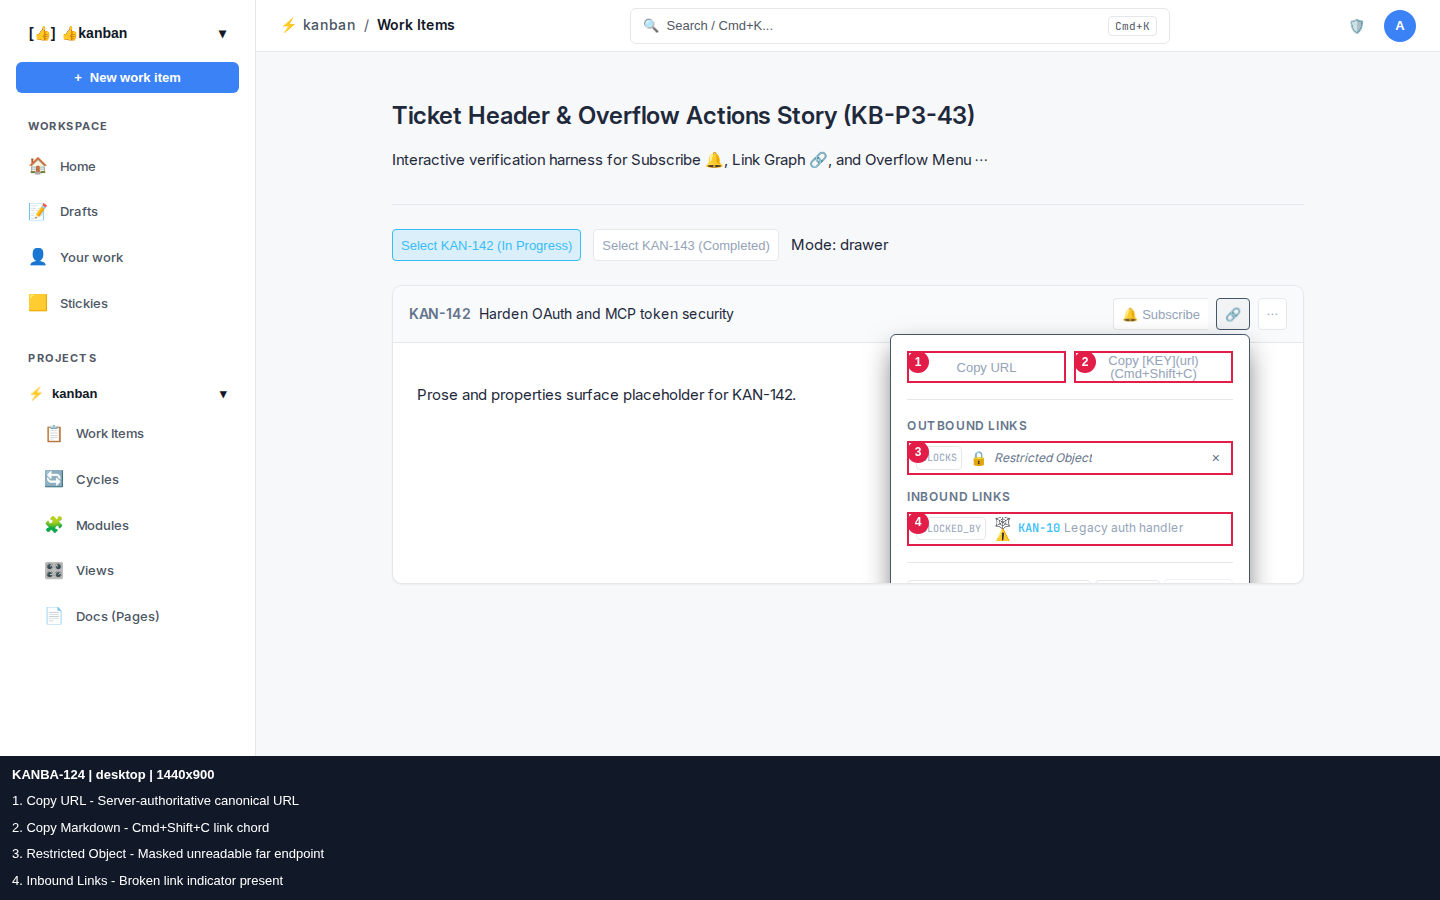 [👍] 👍kanban ▼
+ New work item
WORKSPACE
🏠 Home
📝 Drafts
👤 Your work
🟨 Stickies
PROJECTS
⚡ kanban ▼
📋 Work Items
🔄 Cycles
🧩 Modules
🎛️ Views
📄 Docs (Pages)
⚡ kanban / Work Items
🔍 Search / Cmd+K... Cmd+K
🛡️ A
Ticket Header & Overflow Actions Story (KB-P3-43)
Interactive verification harness for Subscribe 🔔, Link Graph 🔗, and Overflow Menu ···
Select KAN-142 (In Progress) Select KAN-143 (Completed) Mode: drawer
KAN-142 Harden OAuth and MCP token security 🔔 Subscribe 🔗 ···
Prose and properties surface placeholder for KAN-142.
1 Copy URL
2 Copy [KEY](url)
(Cmd+Shift+C)
OUTBOUND LINKS
3 LOCKS 🔒 Restricted Object ×
INBOUND LINKS
4 LOCKED_BY 🕸️⚠️ KAN-10 Legacy auth handler
KANBA-124 | desktop | 1440x900
1. Copy URL - Server-authoritative canonical URL
2. Copy Markdown - Cmd+Shift+C link chord
3. Restricted Object - Masked unreadable far endpoint
4. Inbound Links - Broken link indicator present